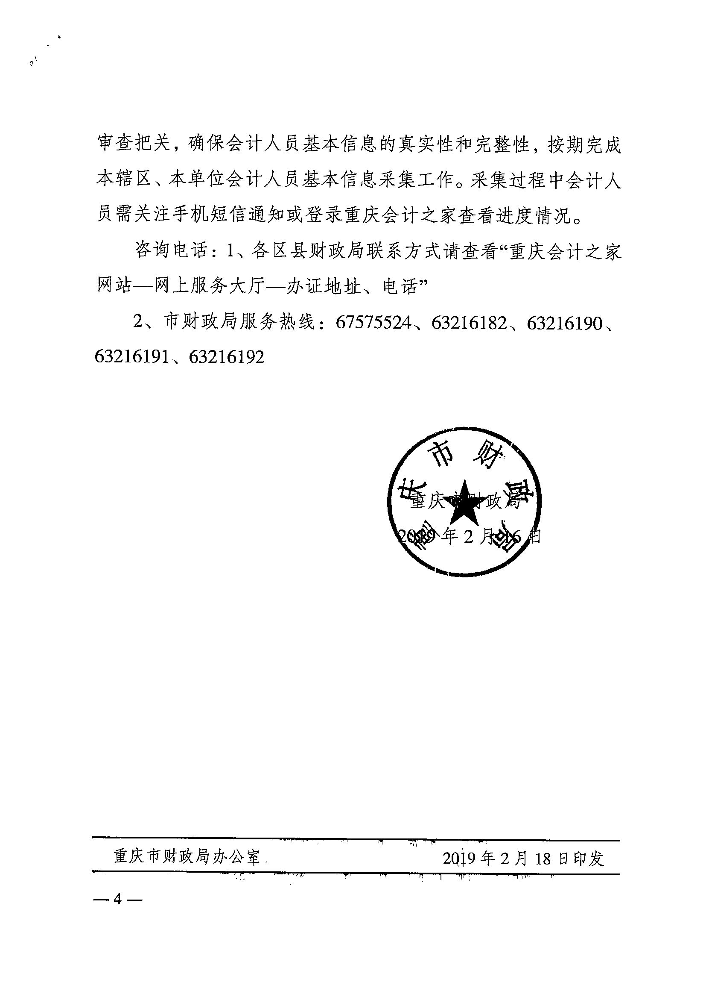 审查把关，确保会计人员基本信息的真实性和完整性，按期完成
本辖区、本单位会计人员基本信息采集工作。采集过程中会计人
员需关注手机短信通知或登录重庆会计之家查看进度情况。
咨询电话：1、各区县财政局联系方式请查看“重庆会计之家
网站—网上服务大厅—办证地址、电话”
2、市财政局服务热线：67575524、63216182、63216190、
63216191、63216192
重庆市财政局
重庆市财政局
2019 年 2 月 16 日
重庆市财政局办公室
2019 年 2 月 18 日印发
— 4 —